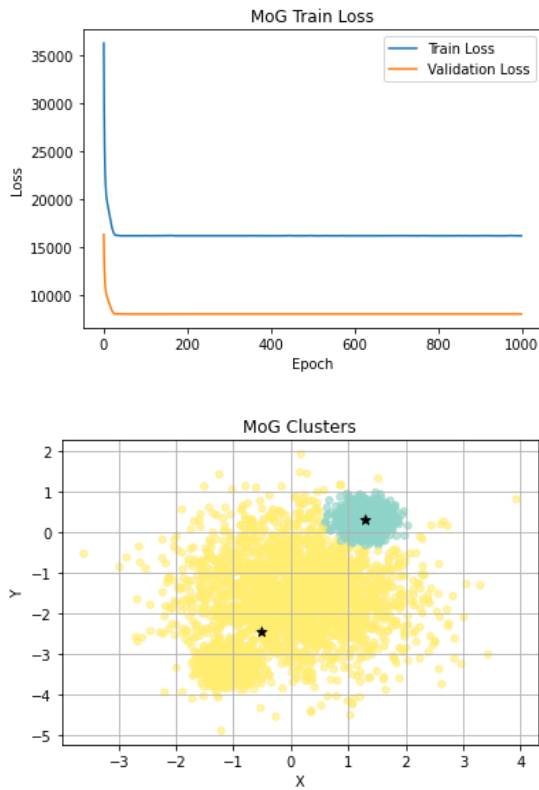 MoG Train Loss
Train Loss
Validation Loss
35000
30000
25000
20000
15000
10000
Loss
0 200 400 600 800 1000
Epoch
MoG Clusters
2
1
0
−1
−2
−3
−4
−5
Y
−3 −2 −1 0 1 2 3 4
X